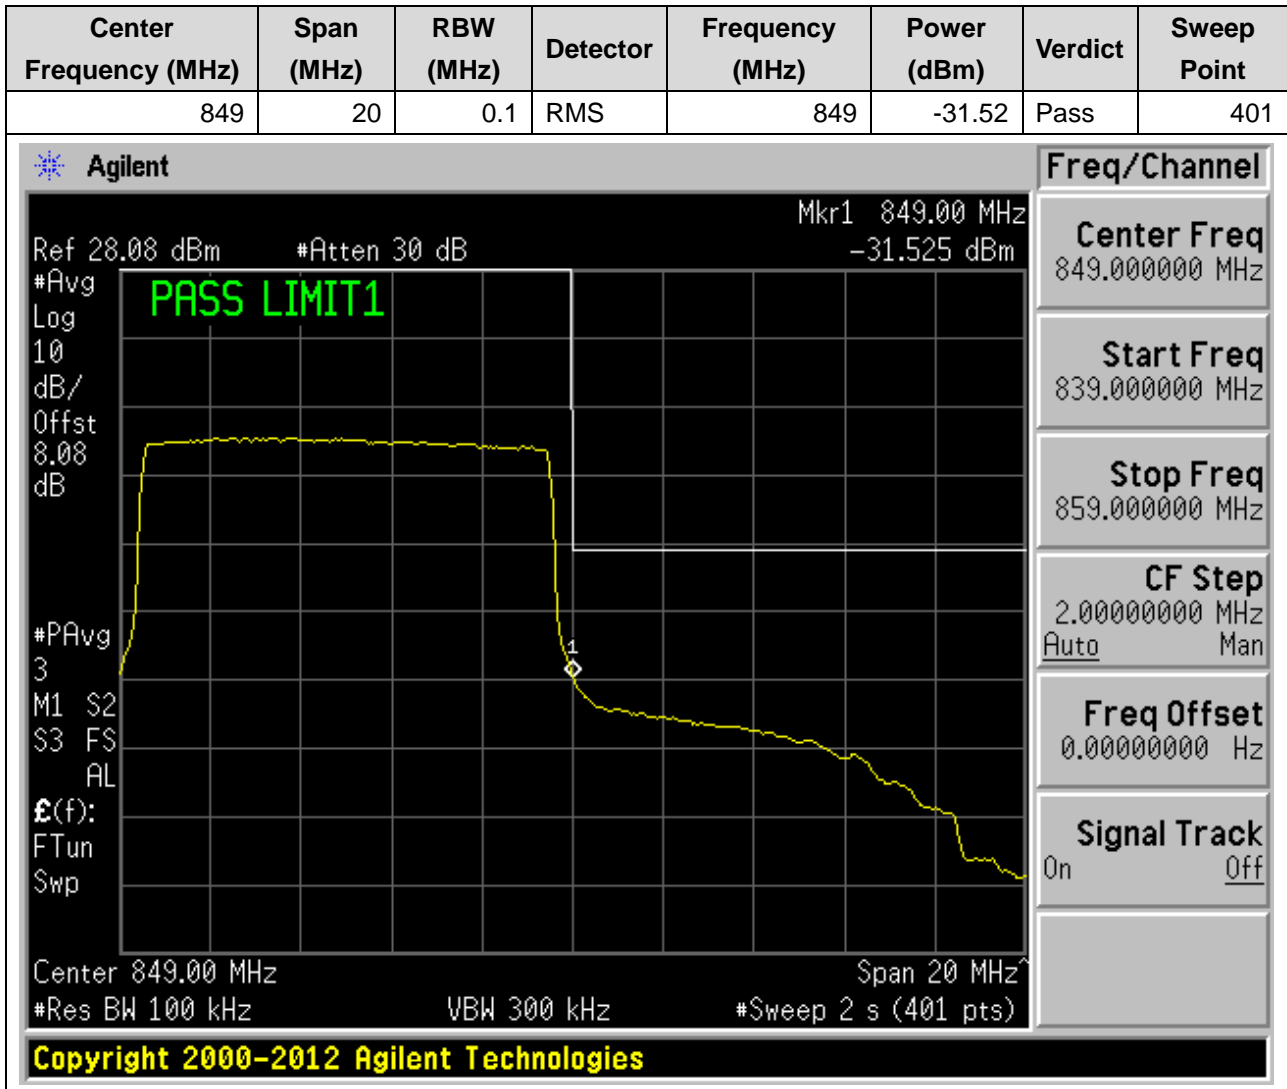 Center Frequency (MHz) Span (MHz) RBW (MHz) Detector Frequency (MHz) Power (dBm) Verdict Sweep Point
849 20 0.1 RMS 849 -31.52 Pass 401
Agilent
Freq/Channel
Mkr1 849.00 MHz
Ref 28.08 dBm #Atten 30 dB -31.525 dBm
#Avg
Log
10
dB/
Offst
8.08
dB
PASS LIMIT1
1
#PAvg
3
M1 S2
S3 FS
AL
£(f):
FTun
Swp
Center 849.00 MHz Span 20 MHz^
#Res BW 100 kHz VBW 300 kHz #Sweep 2 s (401 pts)
Center Freq
849.000000 MHz
Start Freq
839.000000 MHz
Stop Freq
859.000000 MHz
CF Step
2.00000000 MHz
Auto Man
Freq Offset
0.00000000 Hz
Signal Track
On Off
Copyright 2000-2012 Agilent Technologies